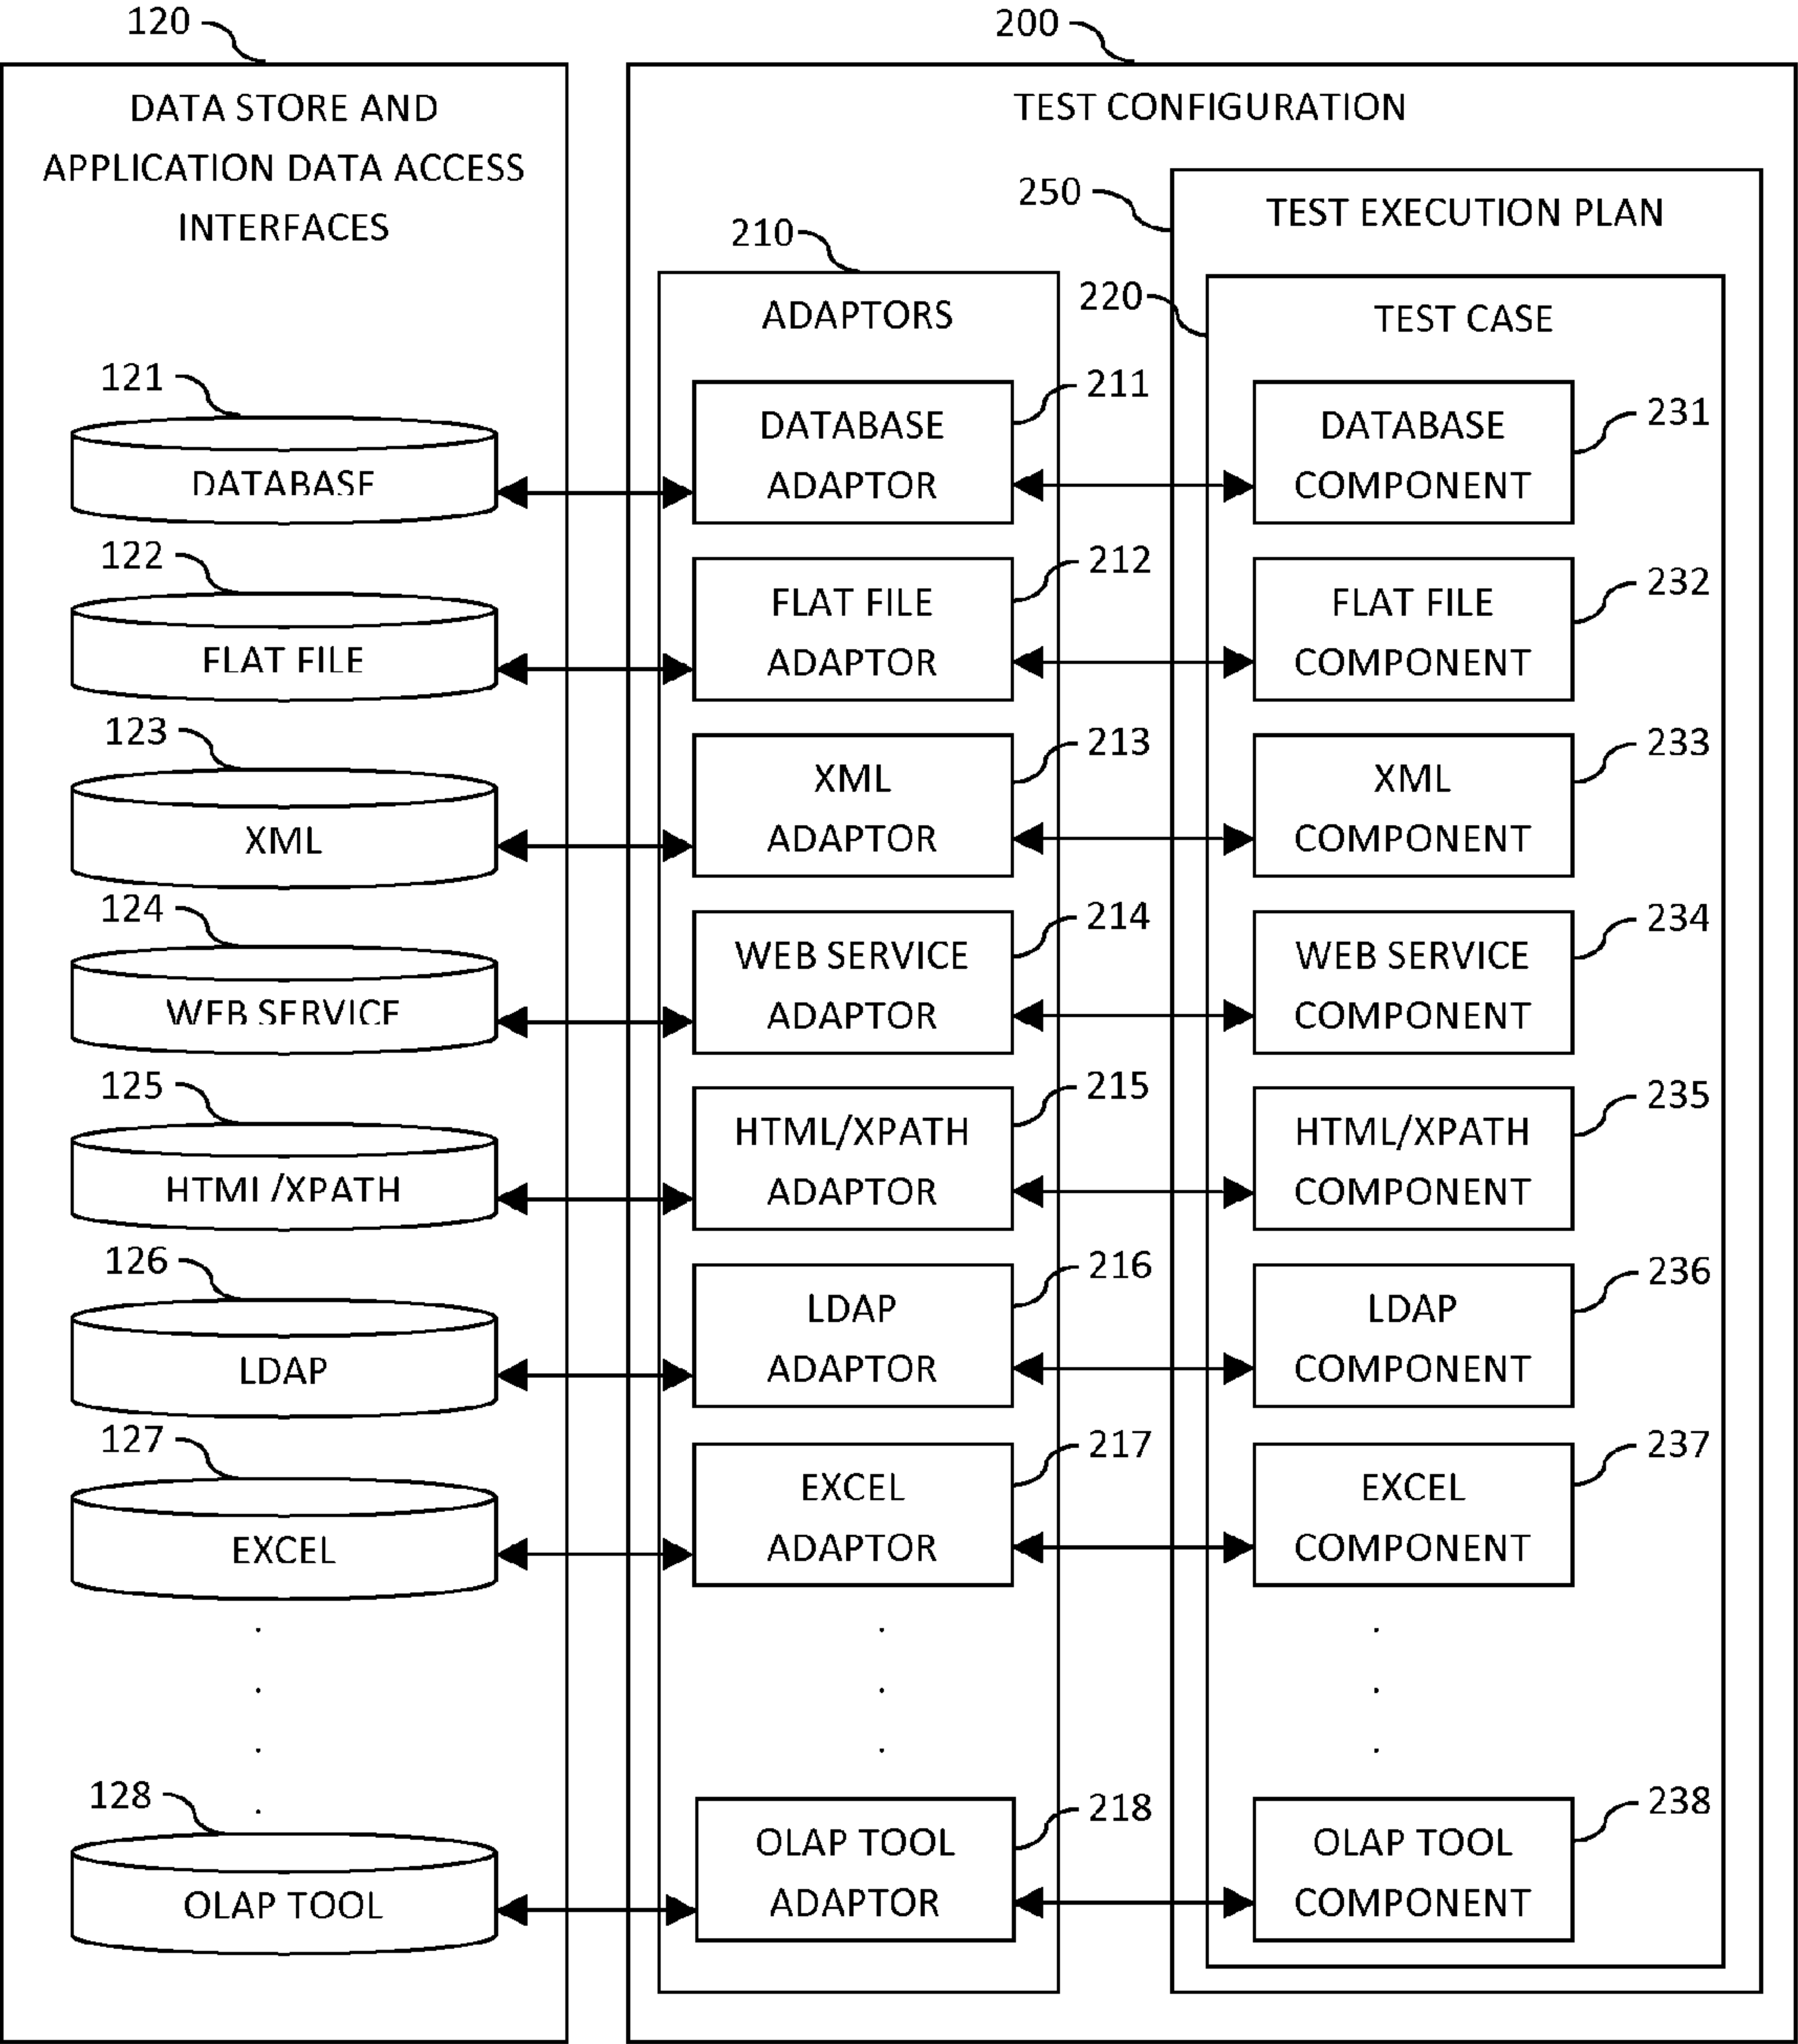 120
200
DATA STORE AND
APPLICATION DATA ACCESS
INTERFACES
TEST CONFIGURATION
250
TEST EXECUTION PLAN
210
ADAPTORS
220
TEST CASE
121
DATABASE
211
DATABASE
ADAPTOR
231
DATABASE
COMPONENT
122
FLAT FILE
212
FLAT FILE
ADAPTOR
232
FLAT FILE
COMPONENT
123
XML
213
XML
ADAPTOR
233
XML
COMPONENT
124
WEB SERVICE
214
WEB SERVICE
ADAPTOR
234
WEB SERVICE
COMPONENT
125
HTML/XPATH
215
HTML/XPATH
ADAPTOR
235
HTML/XPATH
COMPONENT
126
LDAP
216
LDAP
ADAPTOR
236
LDAP
COMPONENT
127
EXCEL
217
EXCEL
ADAPTOR
237
EXCEL
COMPONENT
128
OLAP TOOL
218
OLAP TOOL
ADAPTOR
238
OLAP TOOL
COMPONENT